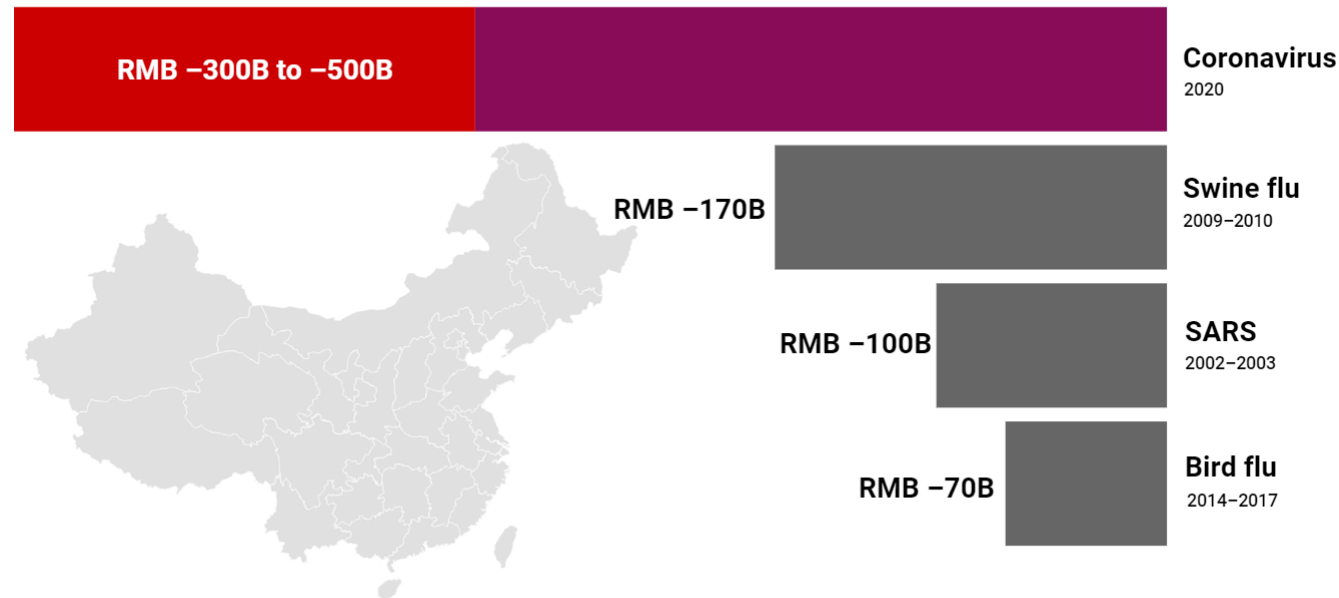 RMB –300B to –500B
Coronavirus
2020
RMB –170B
Swine flu
2009–2010
RMB –100B
SARS
2002–2003
RMB –70B
Bird flu
2014–2017